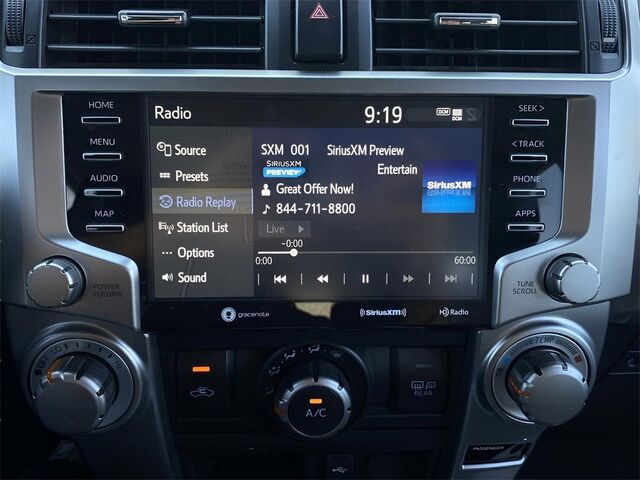 Radio
9:19
DCM
DCM
HOME
MENU
AUDIO
MAP
POWER
VOLUME
Source
Presets
Radio Replay
Station List
Options
Sound
SXM 001 SiriusXM Preview
SIRIUSXM
PREVIEW
Entertain
Great Offer Now!
844-711-8800
SiriusXM
Live
-0:00
0:00
60:00
SEEK >
< TRACK
PHONE
APPS
TUNE
SCROLL
gracenote
SiriusXM
HD Radio
A/C
REAR
TEMP
PASSENGER